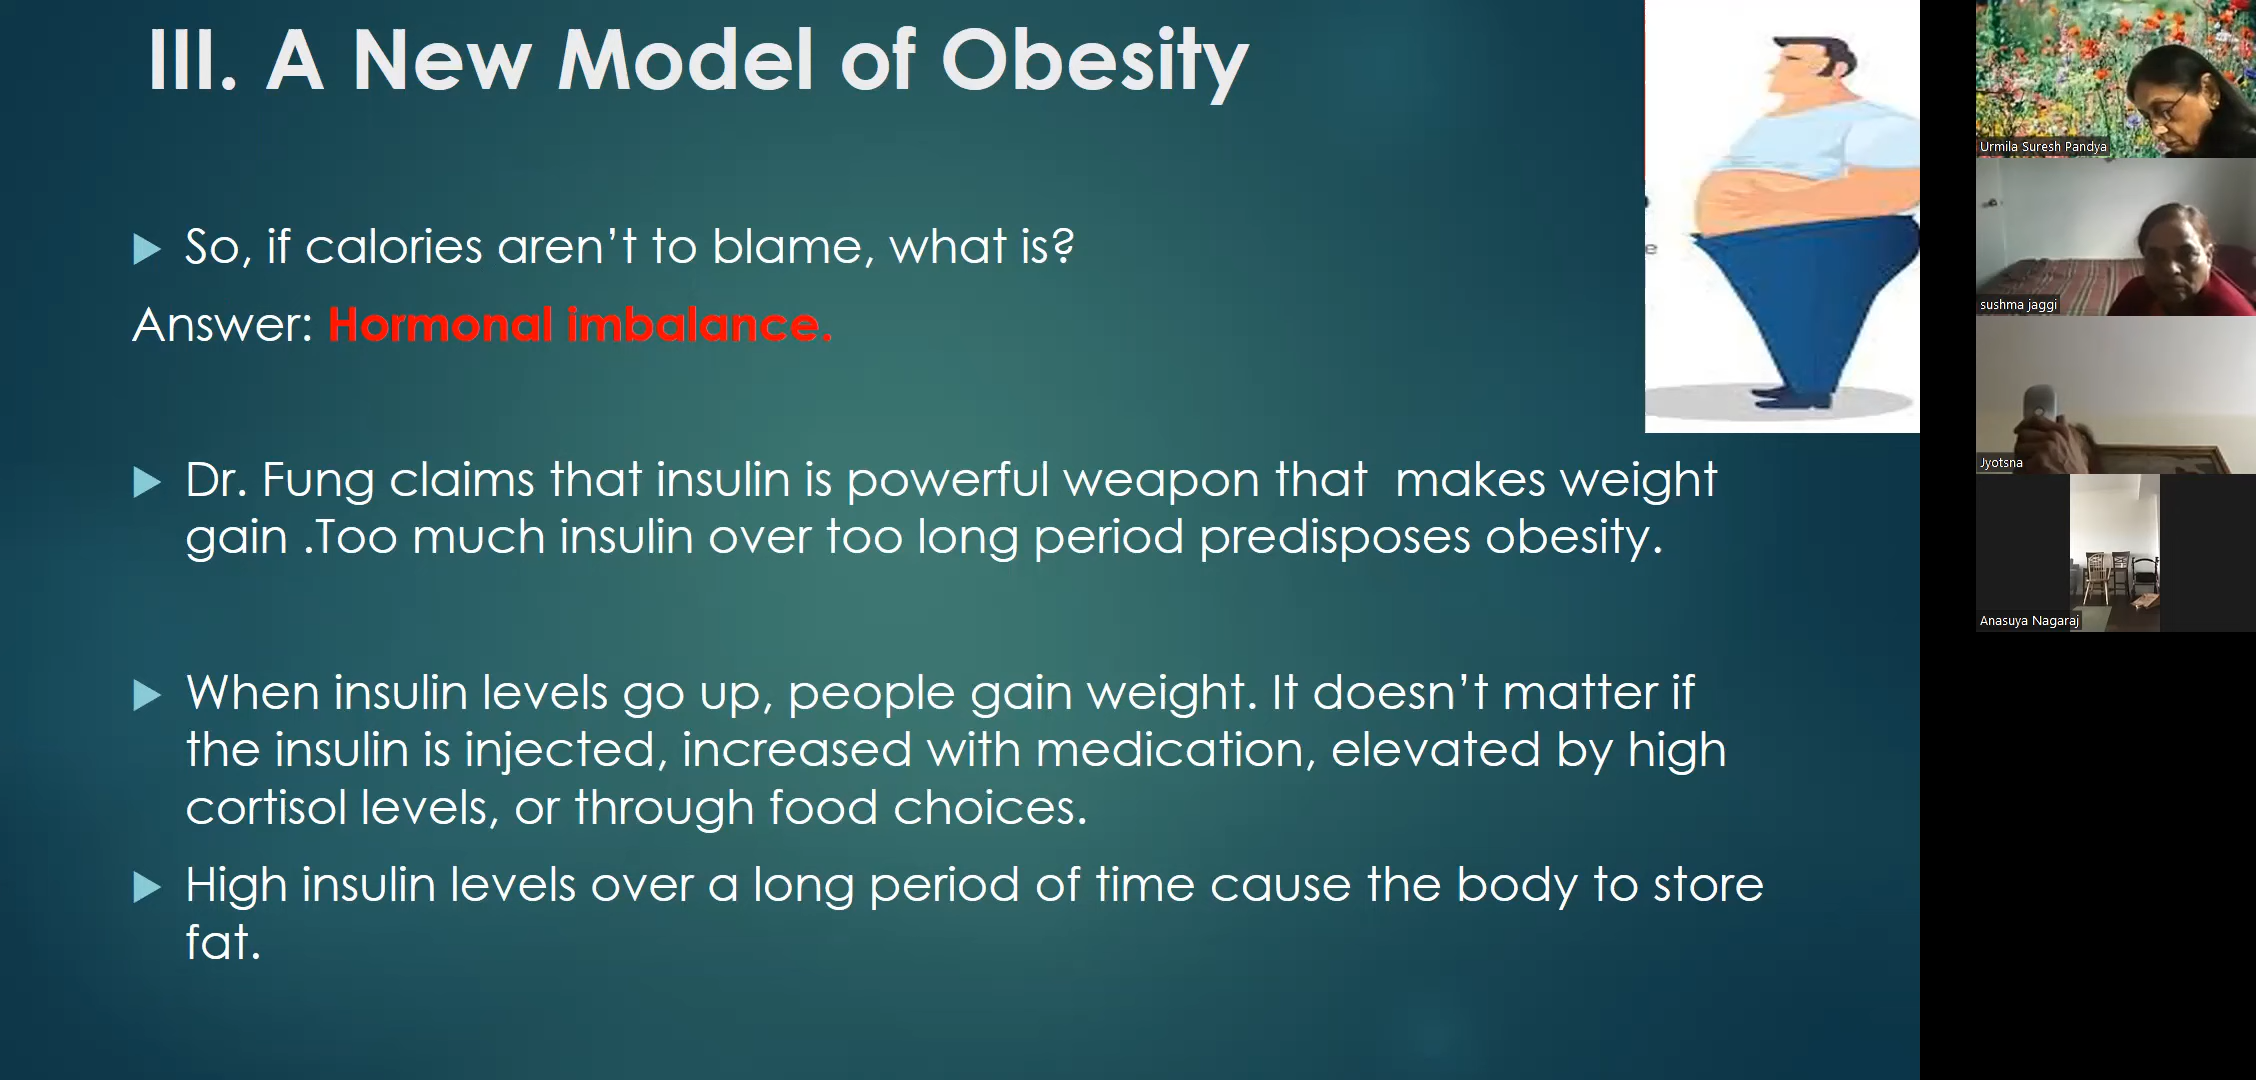 III. A New Model of Obesity
So, if calories aren’t to blame, what is?
Answer: Hormonal imbalance.
Dr. Fung claims that insulin is powerful weapon that  makes weight
gain .Too much insulin over too long period predisposes obesity.
When insulin levels go up, people gain weight. It doesn’t matter if
the insulin is injected, increased with medication, elevated by high
cortisol levels, or through food choices.
High insulin levels over a long period of time cause the body to store
fat.
e
Urmila Suresh Pandya
sushma jaggi
Jyotsna
Anasuya Nagaraj